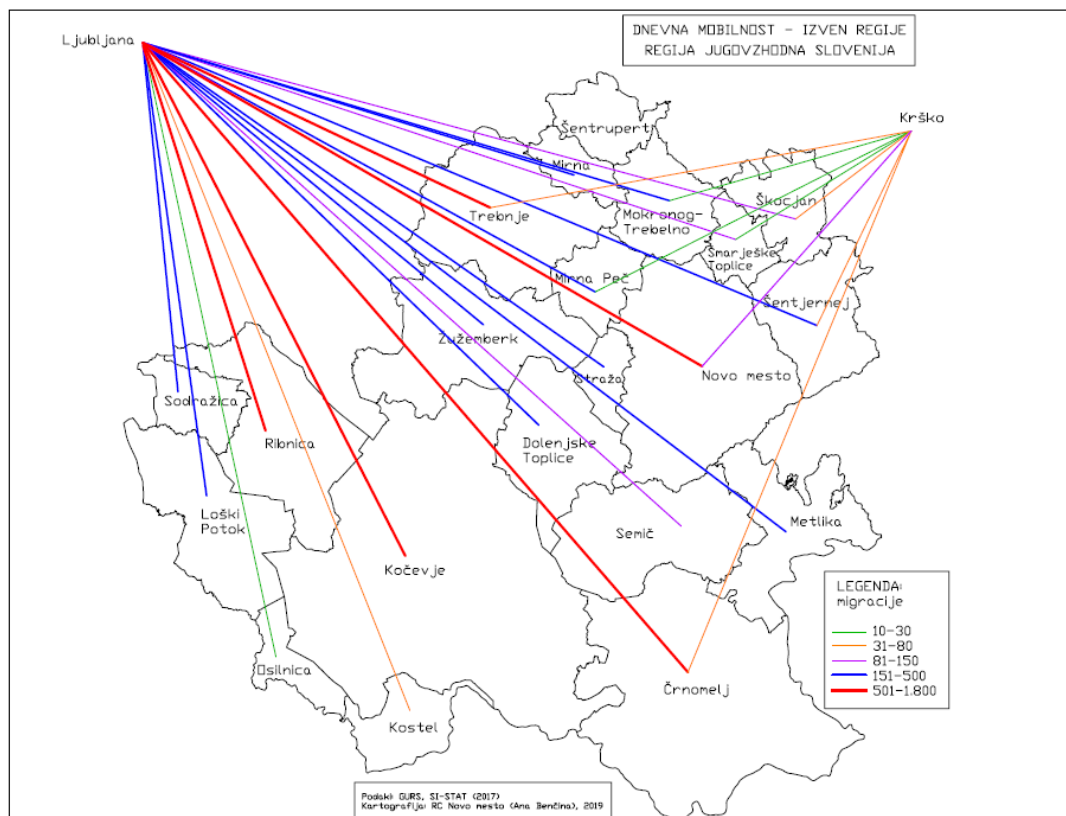 DNEVNA MOBILNOST - IZVEN REGIJE
REGIJA JUGOVZHODNA SLOVENIJA
Ljubljana
Krško
Šentrupert
Mirna
Trebnje
Mokronog-
Trebelno
Škocjan
Šmarješke
Toplice
Mirna Peč
Šentjernej
Žužemberk
Straža
Novo mesto
Sodražica
Ribnica
Dolenjske
Toplice
Loški
Potok
Semič
Metlika
Kočevje
Osilnica
Kostel
Črnomelj
LEGENDA:
migracije
10-30
31-80
81-150
151-500
501-1.800
Podatki: GURS, SI-STAT (2017)
Kartografija: RC Novo mesto (Ana Benčina), 2019